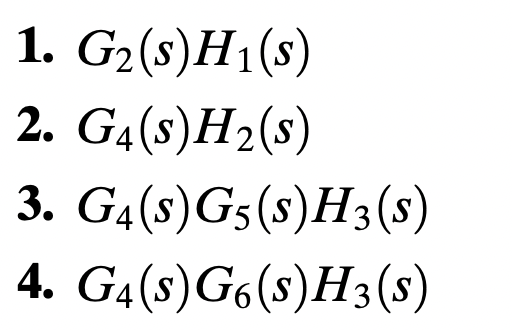 1. G₂(s)H₁(s)
2. G₄(s)H₂(s)
3. G₄(s)G₅(s)H₃(s)
4. G₄(s)G₆(s)H₃(s)